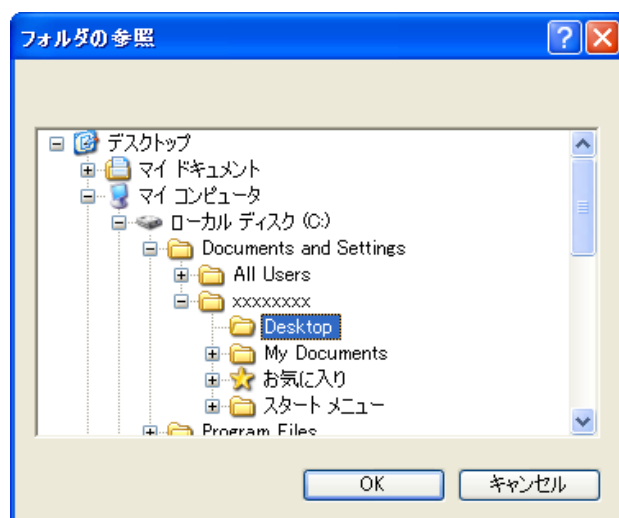 フォルダの参照
デスクトップ
マイ ドキュメント
マイ コンピュータ
ローカル ディスク (C:)
Documents and Settings
All Users
xxxxxxxx
Desktop
My Documents
お気に入り
スタート メニュー
Program Files
OK
キャンセル